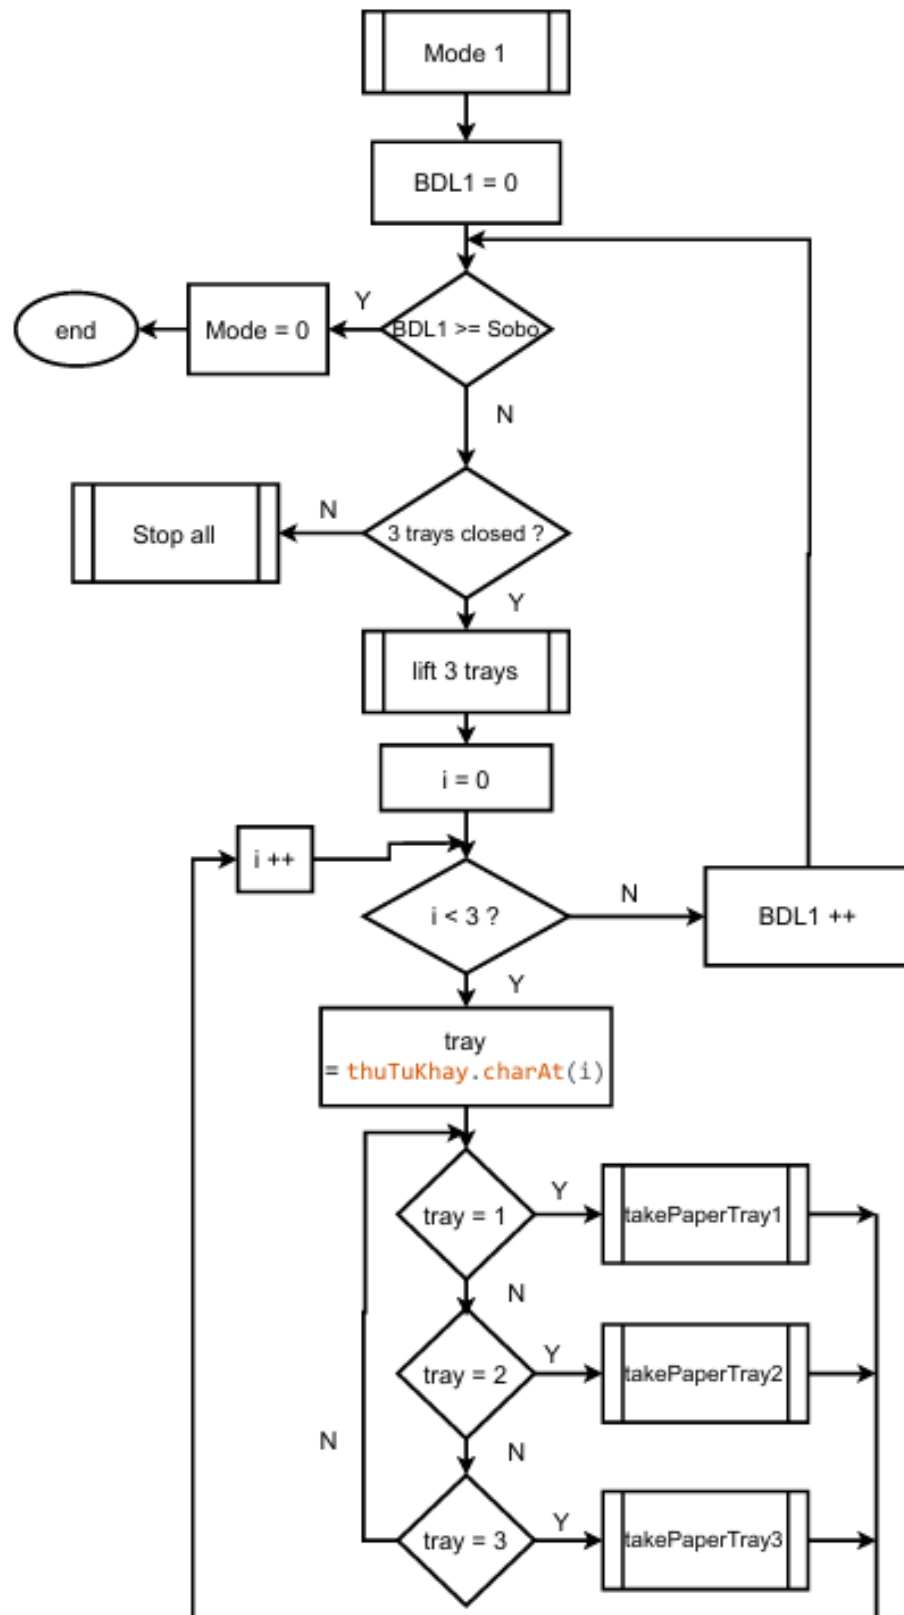 Mode 1
BDL1 = 0
BDL1 >= Sobo
Y
Mode = 0
end
N
3 trays closed ?
N
Stop all
Y
lift 3 trays
i = 0
i ++
i < 3 ?
N
BDL1 ++
Y
tray
= thuTuKhay.charAt(i)
tray = 1
Y
takePaperTray1
N
tray = 2
Y
takePaperTray2
N
N
tray = 3
Y
takePaperTray3